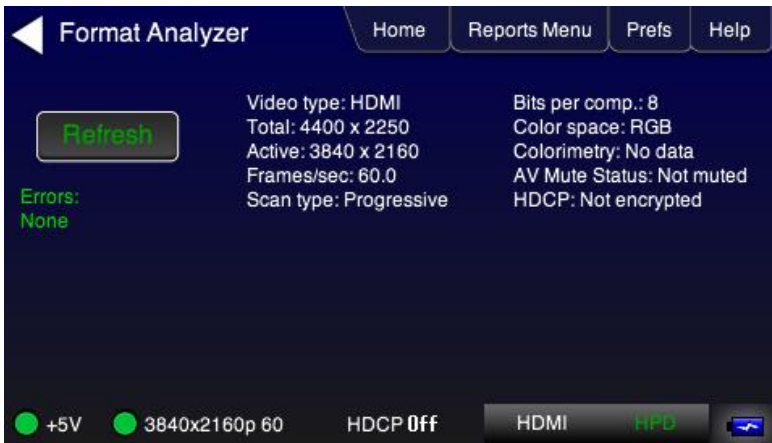 Format Analyzer
Home
Reports Menu
Prefs
Help
Refresh
Errors:
None
Video type: HDMI
Total: 4400 x 2250
Active: 3840 x 2160
Frames/sec: 60.0
Scan type: Progressive
Bits per comp.: 8
Color space: RGB
Colorimetry: No data
AV Mute Status: Not muted
HDCP: Not encrypted
+5V
3840x2160p 60
HDCP Off
HDMI
HPD